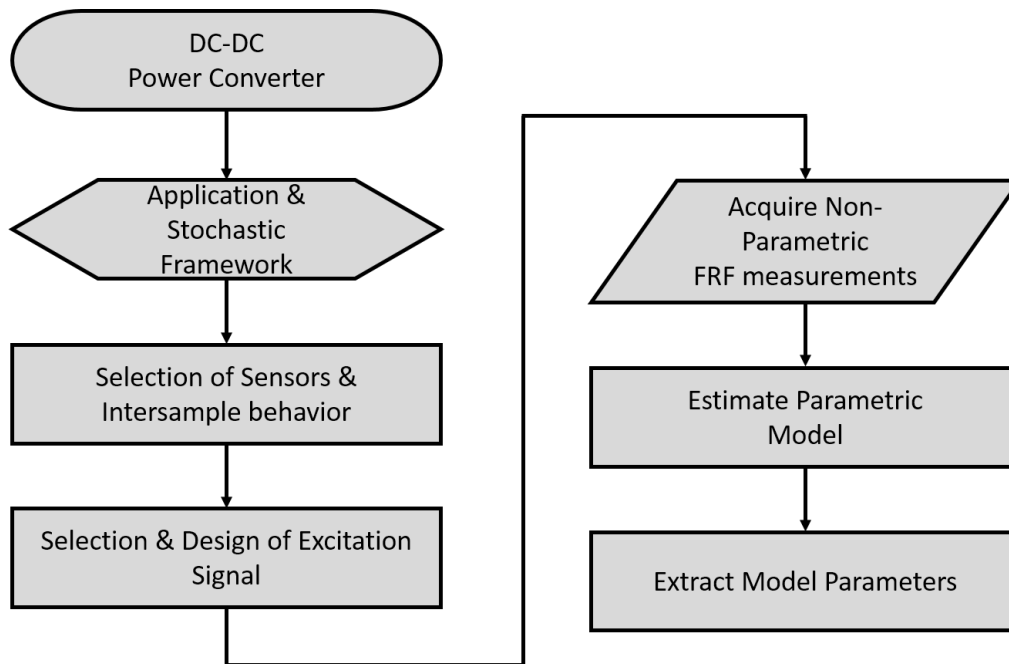 DC-DC
Power Converter
Application &
Stochastic
Framework
Selection of Sensors &
Intersample behavior
Selection & Design of Excitation
Signal
Acquire Non-
Parametric
FRF measurements
Estimate Parametric
Model
Extract Model Parameters